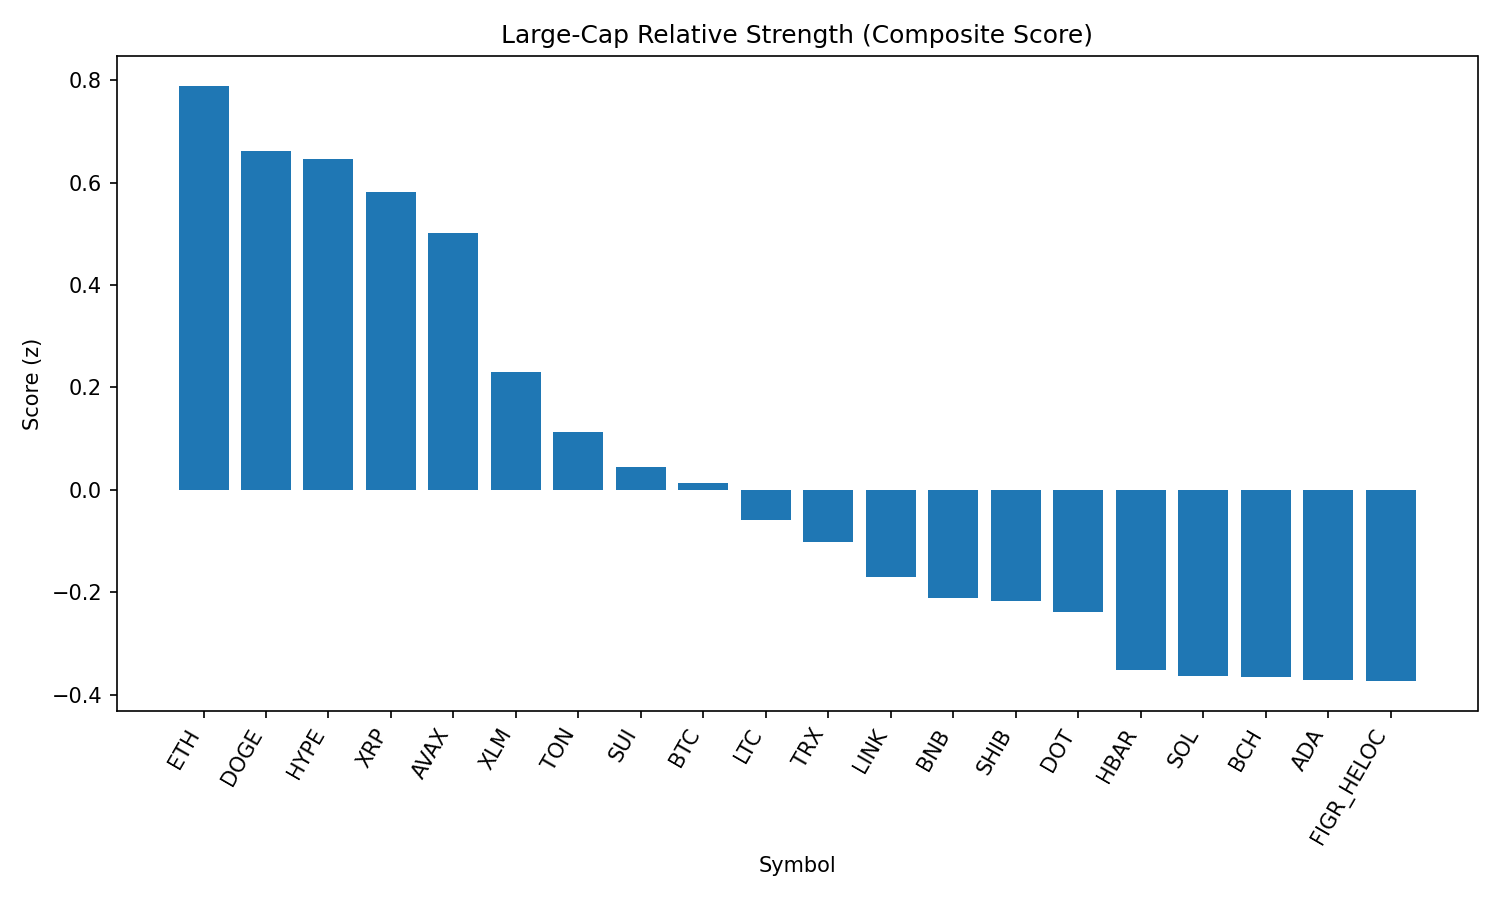 Large-Cap Relative Strength (Composite Score)
Score (z)
0.8
0.6
0.4
0.2
0.0
−0.2
−0.4
ETH
DOGE
HYPE
XRP
AVAX
XLM
TON
SUI
BTC
LTC
TRX
LINK
BNB
SHIB
DOT
HBAR
SOL
BCH
ADA
FIGR_HELOC
Symbol